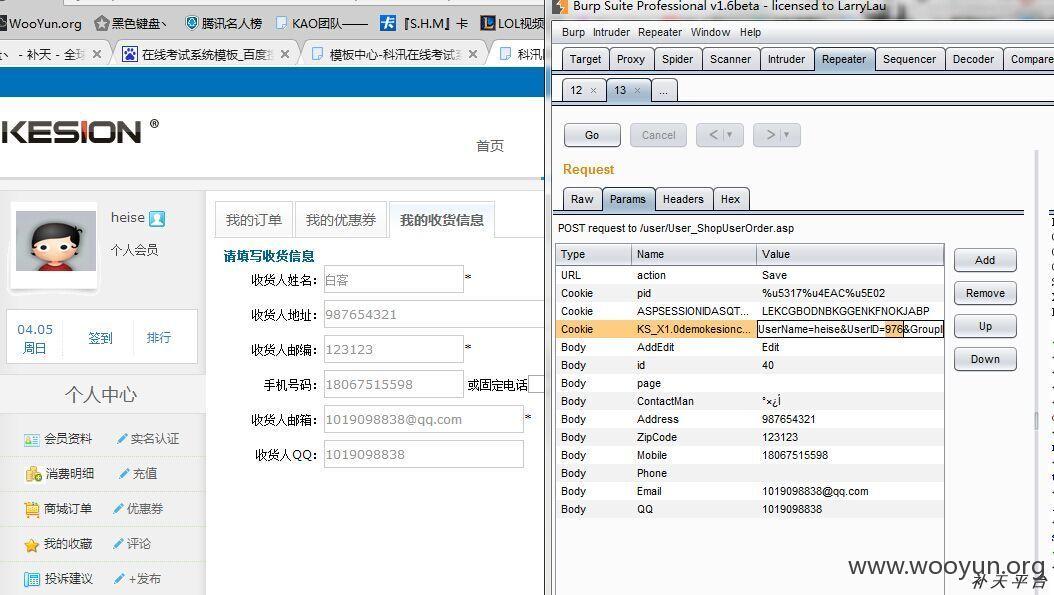 WooYun.org 黑色键盘丶 腾讯名人榜 KAO团队—— 『S.H.M』卡 LOL视频
补天 - 全球 在线考试系统模板_百度 模板中心-科汛在线考试系 科汛
KESION ®
首页
heise
个人会员
04.05
周日
签到
排行
个人中心
会员资料 实名认证
消费明细 充值
商城订单 优惠券
我的收藏 评论
投诉建议 +发布
我的订单 我的优惠券 我的收货信息
请填写收货信息
收货人姓名: 白客 *
收货人地址: 987654321
收货人邮编: 123123 *
手机号码: 18067515598 或固定电话
收货人邮箱: 1019098838@qq.com *
收货人QQ: 1019098838
Burp Suite Professional v1.6beta - licensed to LarryLau
Burp Intruder Repeater Window Help
Target Proxy Spider Scanner Intruder Repeater Sequencer Decoder Compare
12 × 13 × ...
Go Cancel < | ▾ > | ▾
Request
Raw Params Headers Hex
POST request to /user/User_ShopUserOrder.asp
Type Name Value
URL action Save
Cookie pid %u5317%u4EAC%u5E02
Cookie ASPSESSIONIDASQT... LEKCGBODNBKGGENKFNOKJABP
Cookie KS_X1.0demokesionc... UserName=heise&UserID=976&GroupI
Body AddEdit Edit
Body id 40
Body page
Body ContactMan °×¿Í
Body Address 987654321
Body ZipCode 123123
Body Mobile 18067515598
Body Phone
Body Email 1019098838@qq.com
Body QQ 1019098838
Add
Remove
Up
Down
www.wooyun.org
补天平台